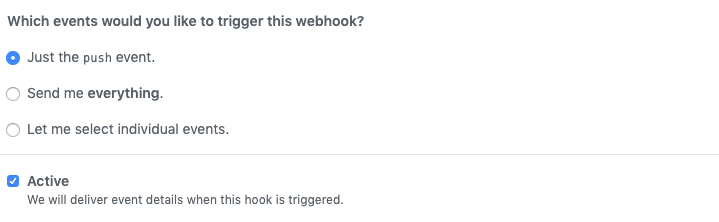 Which events would you like to trigger this webhook?
Just the push event.
Send me everything.
Let me select individual events.
Active
We will deliver event details when this hook is triggered.